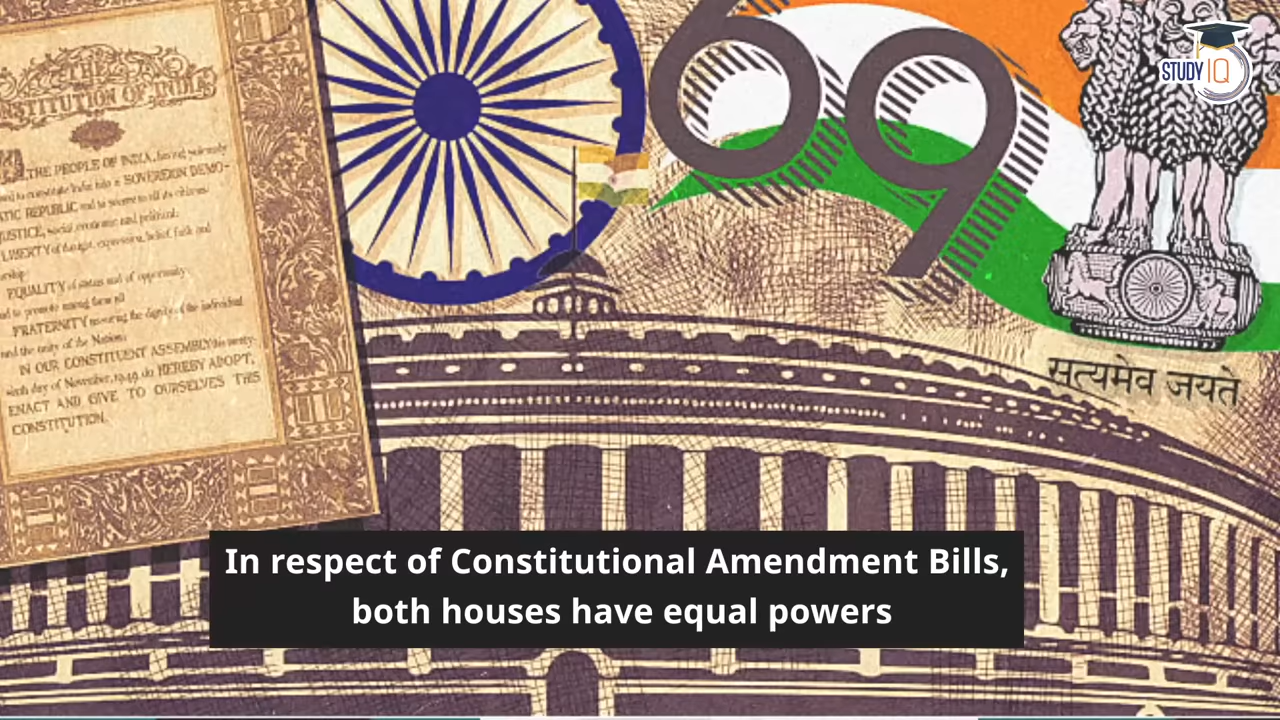 THE
NSTITUTION OF INDIA
THE PEOPLE OF INDIA, having solemnly
to constitute India into a SOVEREIGN DEMO-
ATIC REPUBLIC and to secure to all its citizens:
JUSTICE, social, economic and political;
LIBERTY of thought, expression, belief, faith and
EQUALITY of status and of opportunity;
to promote among them all
FRATERNITY assuring the dignity of the individual
and the unity of the Nation;
IN OUR CONSTITUENT ASSEMBLY this twenty-
sixth day of November, 1949, do HEREBY ADOPT,
ENACT AND GIVE TO OURSELVES THIS
CONSTITUTION.
69
STUDY IQ
सत्यमेव जयते
In respect of Constitutional Amendment Bills,
both houses have equal powers